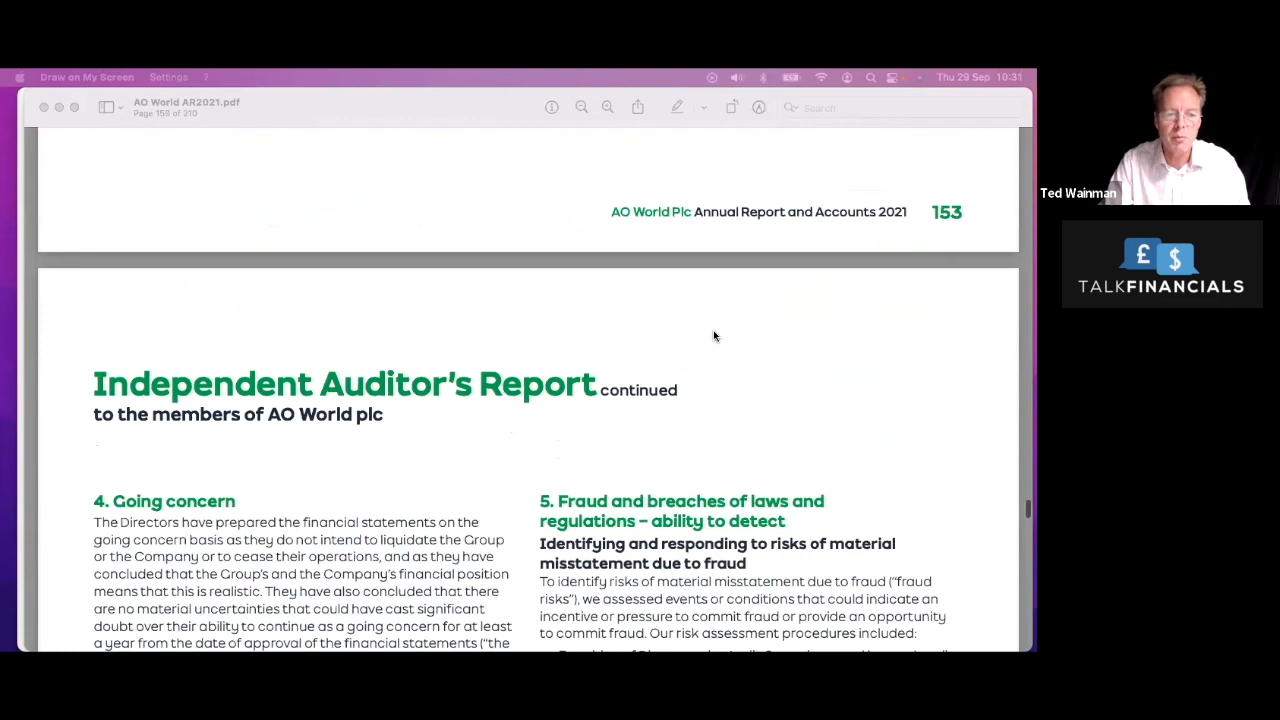 Draw on My Screen Settings ? Thu 29 Sep 10:31
AO World AR2021.pdf
Page 159 of 210
Search
AO World Plc Annual Report and Accounts 2021 153
Independent Auditor's Report continued
to the members of AO World plc
4. Going concern
The Directors have prepared the financial statements on the
going concern basis as they do not intend to liquidate the Group
or the Company or to cease their operations, and as they have
concluded that the Group's and the Company's financial position
means that this is realistic. They have also concluded that there
are no material uncertainties that could have cast significant
doubt over their ability to continue as a going concern for at least
a year from the date of approval of the financial statements ("the
5. Fraud and breaches of laws and
regulations – ability to detect
Identifying and responding to risks of material
misstatement due to fraud
To identify risks of material misstatement due to fraud ("fraud
risks"), we assessed events or conditions that could indicate an
incentive or pressure to commit fraud or provide an opportunity
to commit fraud. Our risk assessment procedures included:
Ted Wainman
£ $
TALKFINANCIALS